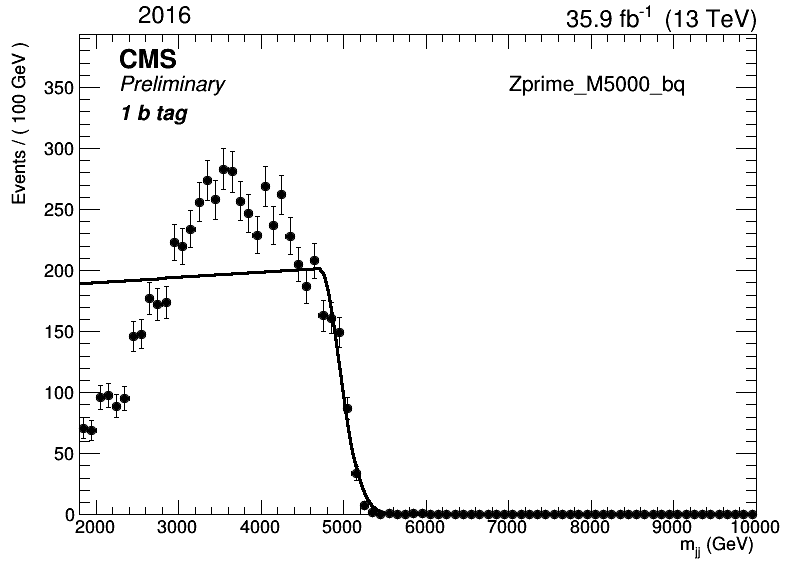 2016
35.9 fb⁻¹ (13 TeV)
CMS
Preliminary
1 b tag
Zprime_M5000_bq
Events / ( 100 GeV )
350
300
250
200
150
100
50
0
2000 3000 4000 5000 6000 7000 8000 9000 10000
m_jj (GeV)